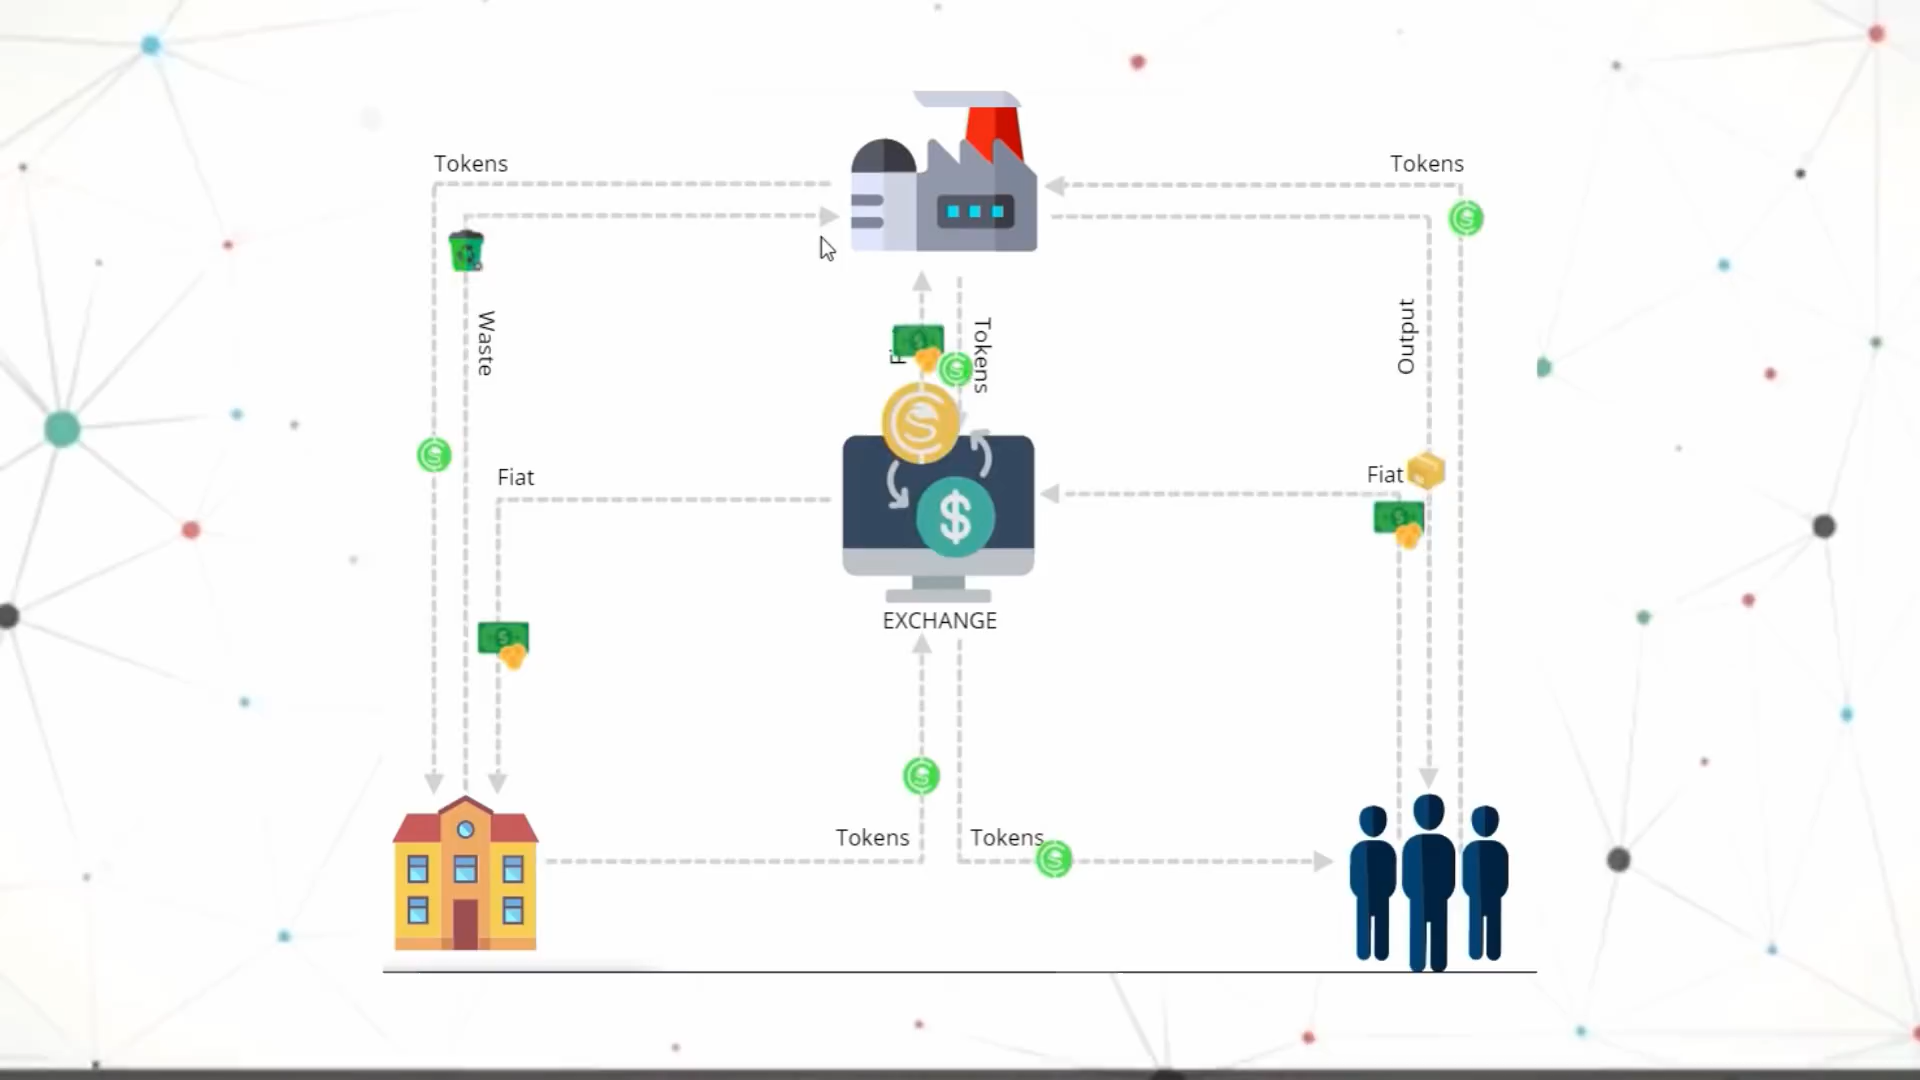 Tokens
Tokens
Waste
Tokens
Output
Fiat
Fiat
EXCHANGE
Tokens
Tokens